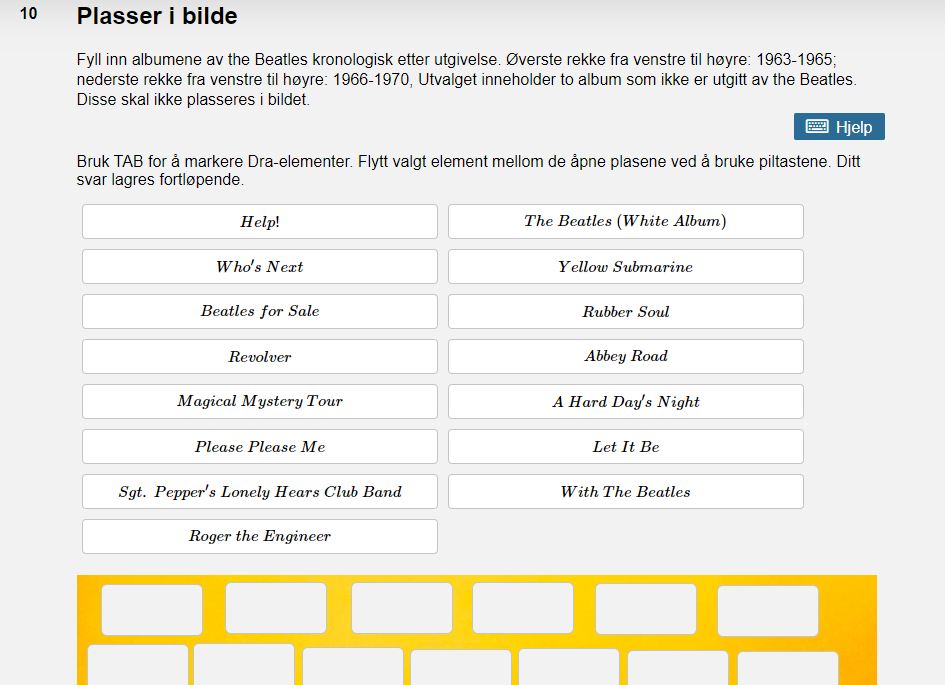 10 Plasser i bilde
Fyll inn albumene av the Beatles kronologisk etter utgivelse. Øverste rekke fra venstre til høyre: 1963-1965;
nederste rekke fra venstre til høyre: 1966-1970, Utvalget inneholder to album som ikke er utgitt av the Beatles.
Disse skal ikke plasseres i bildet.
Hjelp
Bruk TAB for å markere Dra-elementer. Flytt valgt element mellom de åpne plasene ved å bruke piltastene. Ditt
svar lagres fortløpende.
Help! The Beatles (White Album)
Who's Next Yellow Submarine
Beatles for Sale Rubber Soul
Revolver Abbey Road
Magical Mystery Tour A Hard Day's Night
Please Please Me Let It Be
Sgt. Pepper's Lonely Hears Club Band With The Beatles
Roger the Engineer